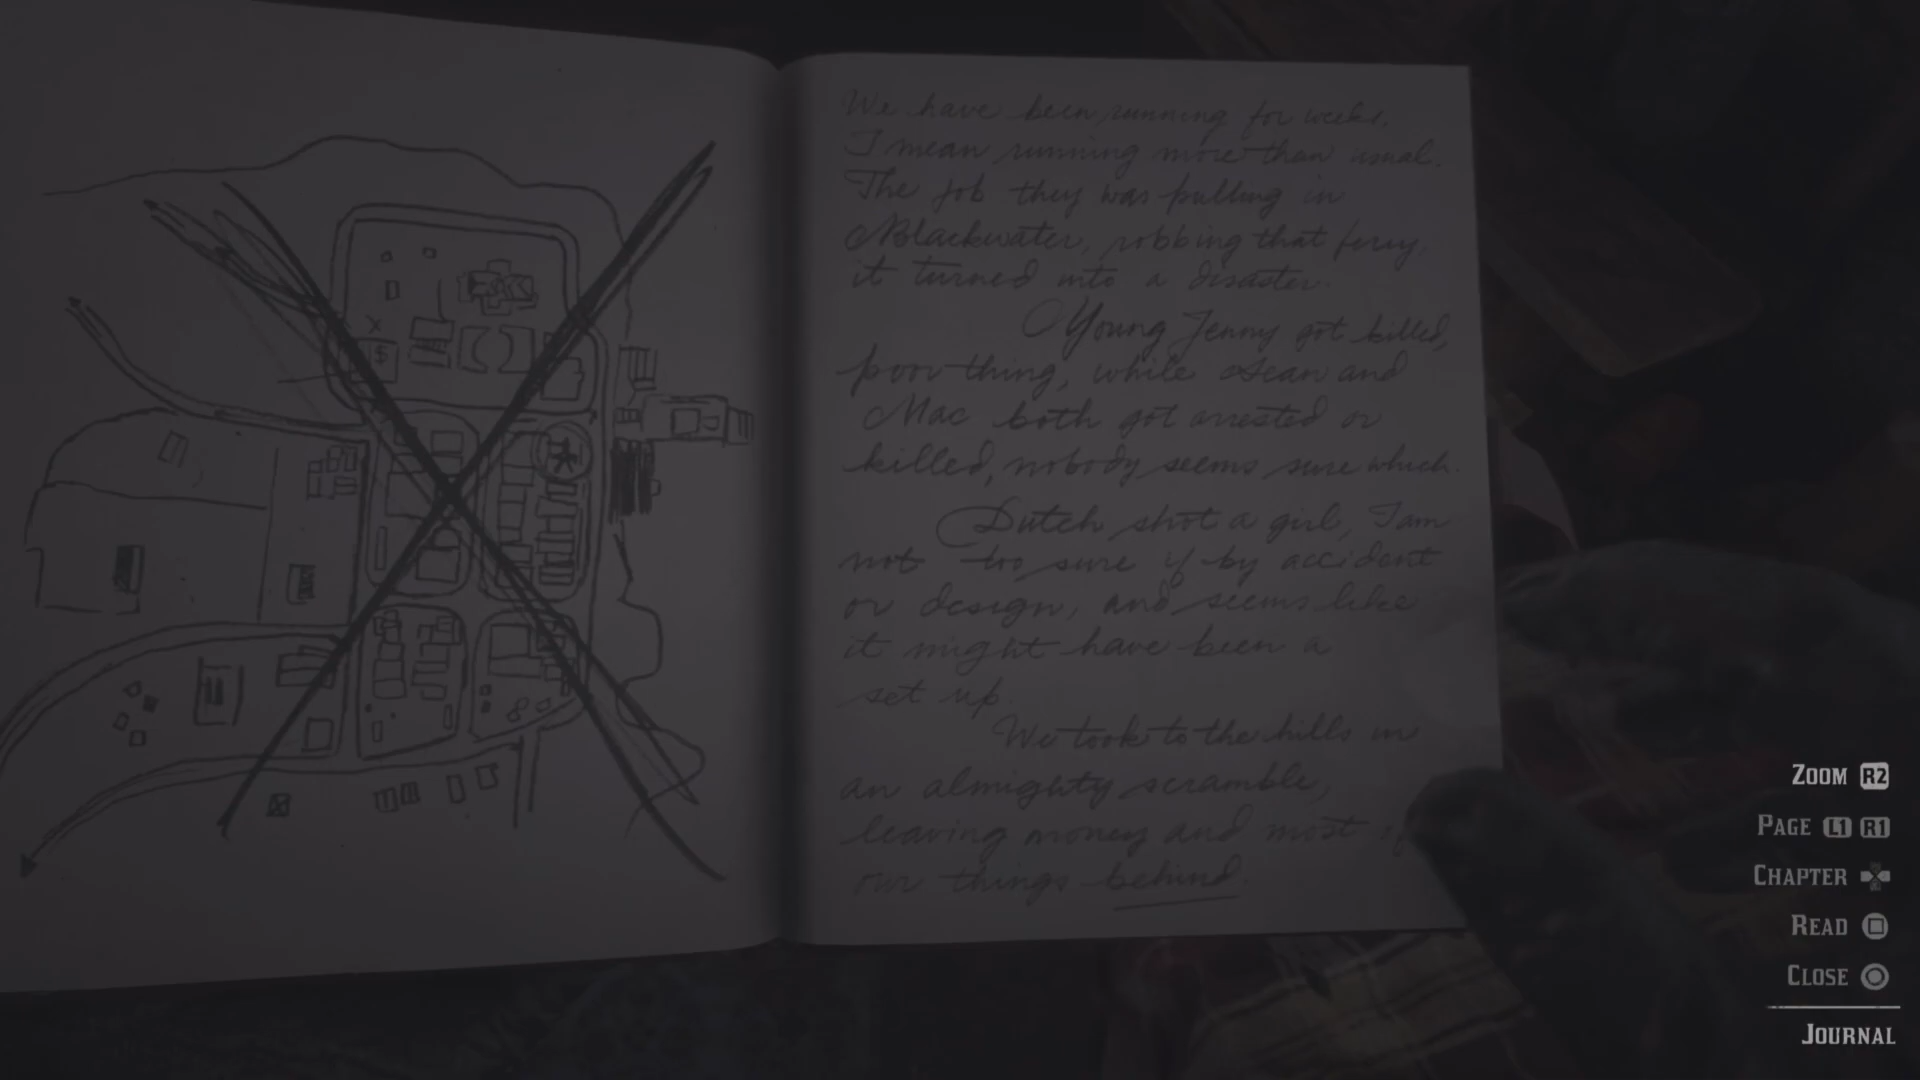 We have been running for weeks.
I mean running more than usual.
The job they was pulling in
Blackwater, robbing that ferry,
it turned into a disaster.
Young Jenny got killed,
poor thing, while Sean and
Mac both got arrested or
killed, nobody seems sure which.
Dutch shot a girl, I am
not too sure if by accident
or design, and seems like
it might have been a
set up.
We took to the hills in
an almighty scramble,
leaving money and most
our things behind
$
ZOOM R2
PAGE L1 R1
CHAPTER
READ
CLOSE
JOURNAL